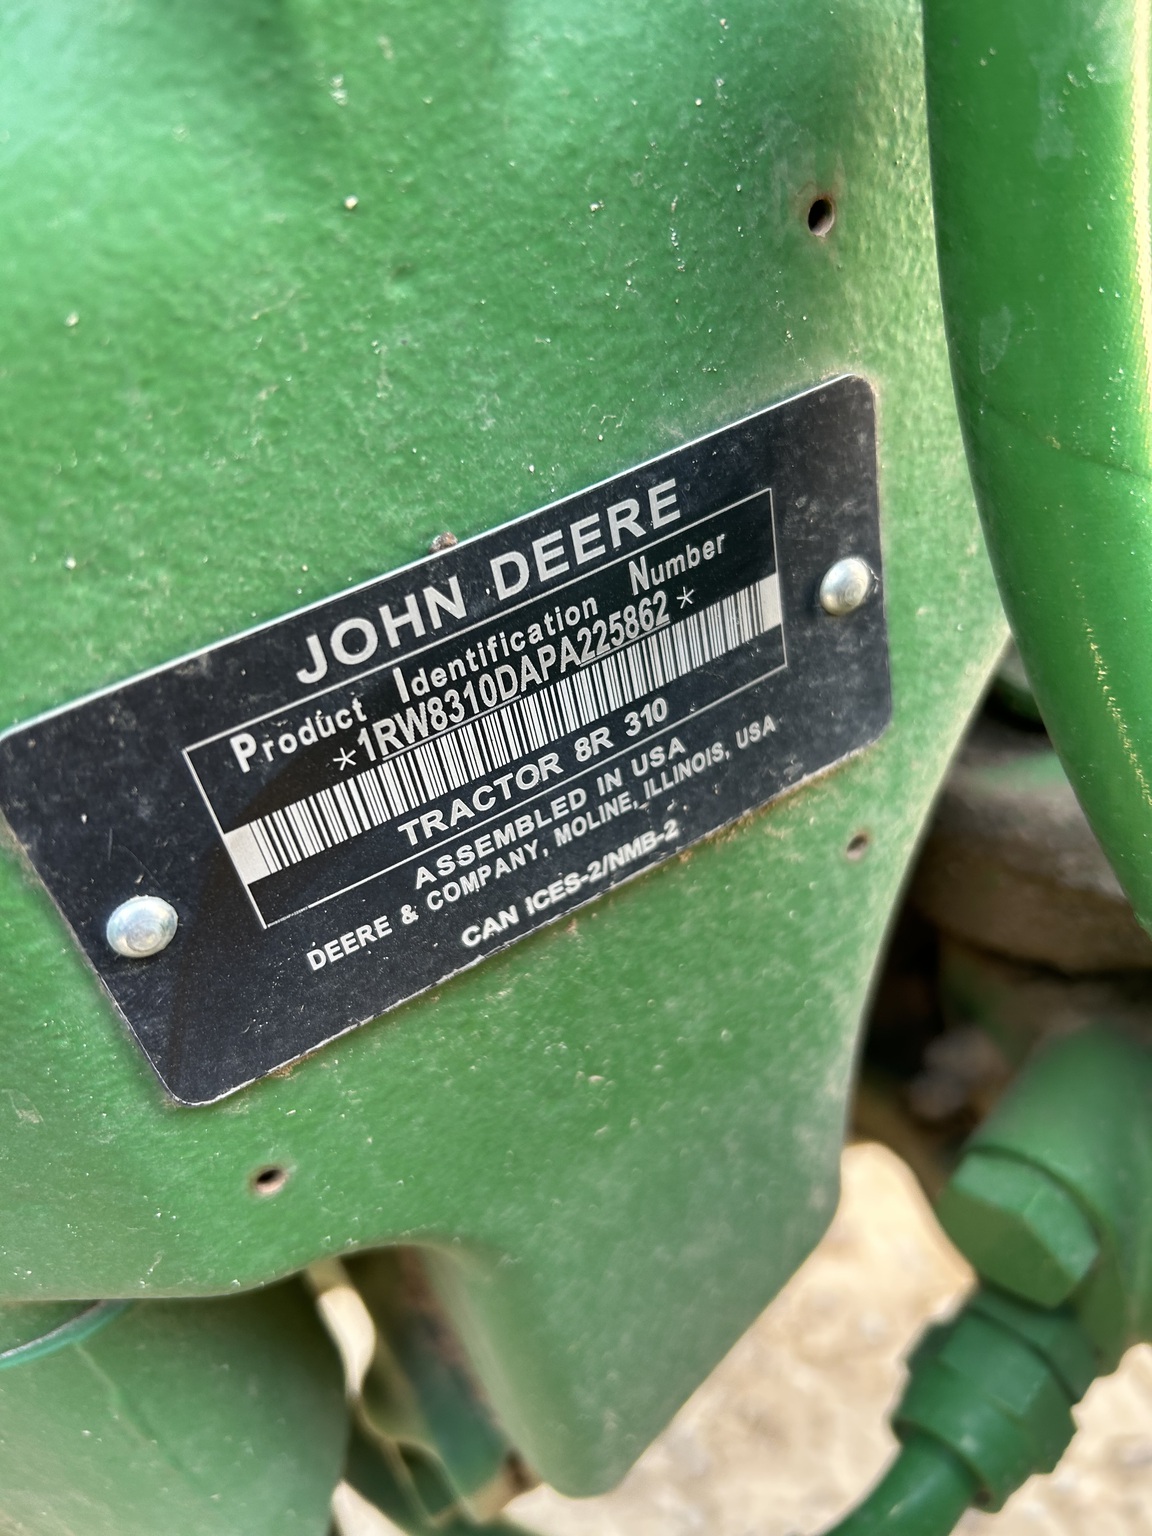 JOHN DEERE
Product Identification Number
*1RW8310DAPA225862*
TRACTOR 8R 310
ASSEMBLED IN USA
DEERE & COMPANY, MOLINE, ILLINOIS, USA
CAN ICES-2/NMB-2